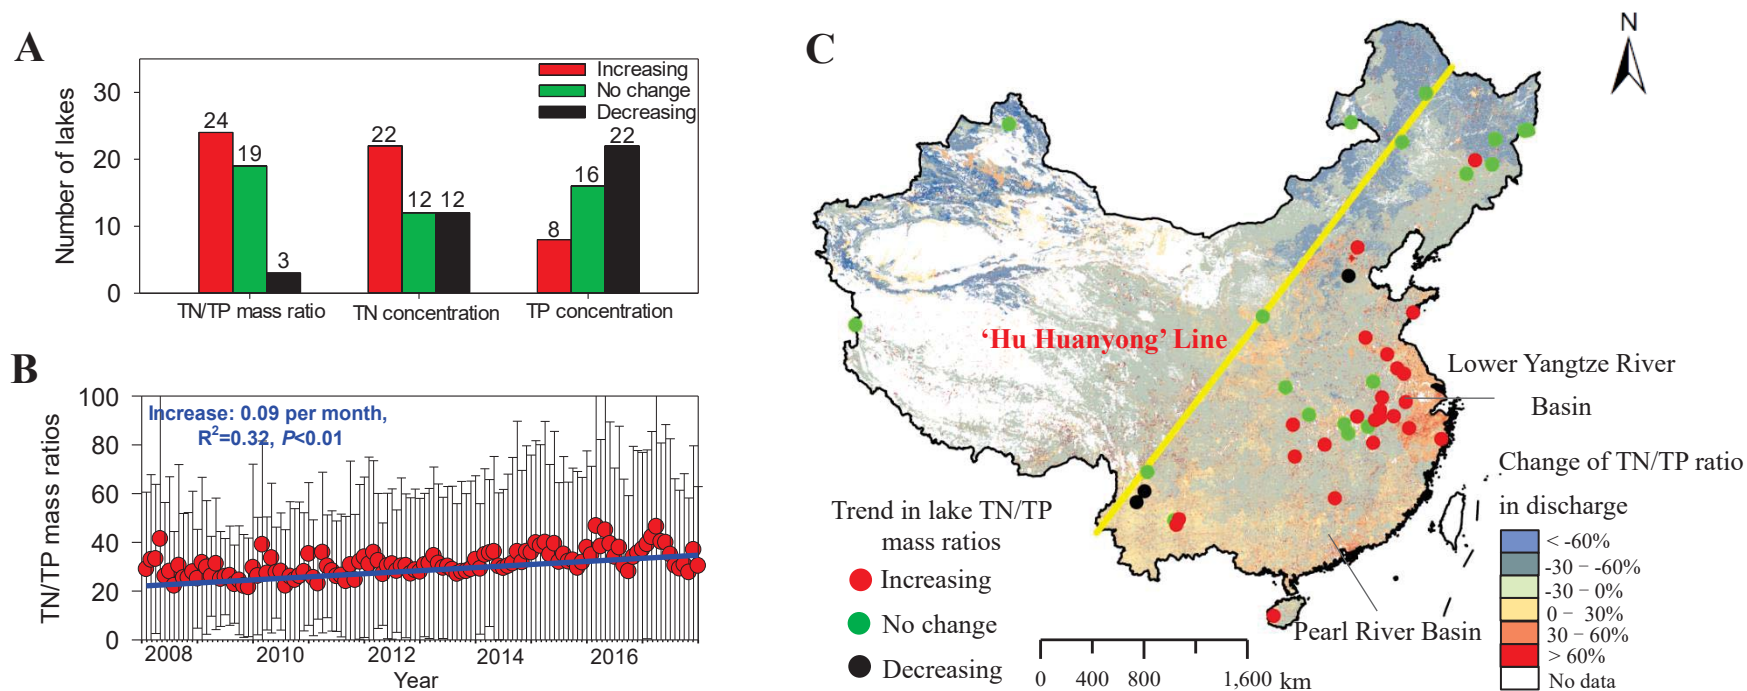 A
Number of lakes
30
20
10
0
Increasing
No change
Decreasing
24
19
3
22
12
12
8
16
22
TN/TP mass ratio
TN concentration
TP concentration
B
TN/TP mass ratios
100
80
60
40
20
0
Increase: 0.09 per month,
R²=0.32, P<0.01
2008
2010
2012
2014
2016
Year
C
N
‘Hu Huanyong’ Line
Lower Yangtze River
Basin
Pearl River Basin
Trend in lake TN/TP
mass ratios
Increasing
No change
Decreasing
0
400
800
1,600 km
Change of TN/TP ratio
in discharge
< -60%
-30 – -60%
-30 – 0%
0 – 30%
30 – 60%
> 60%
No data